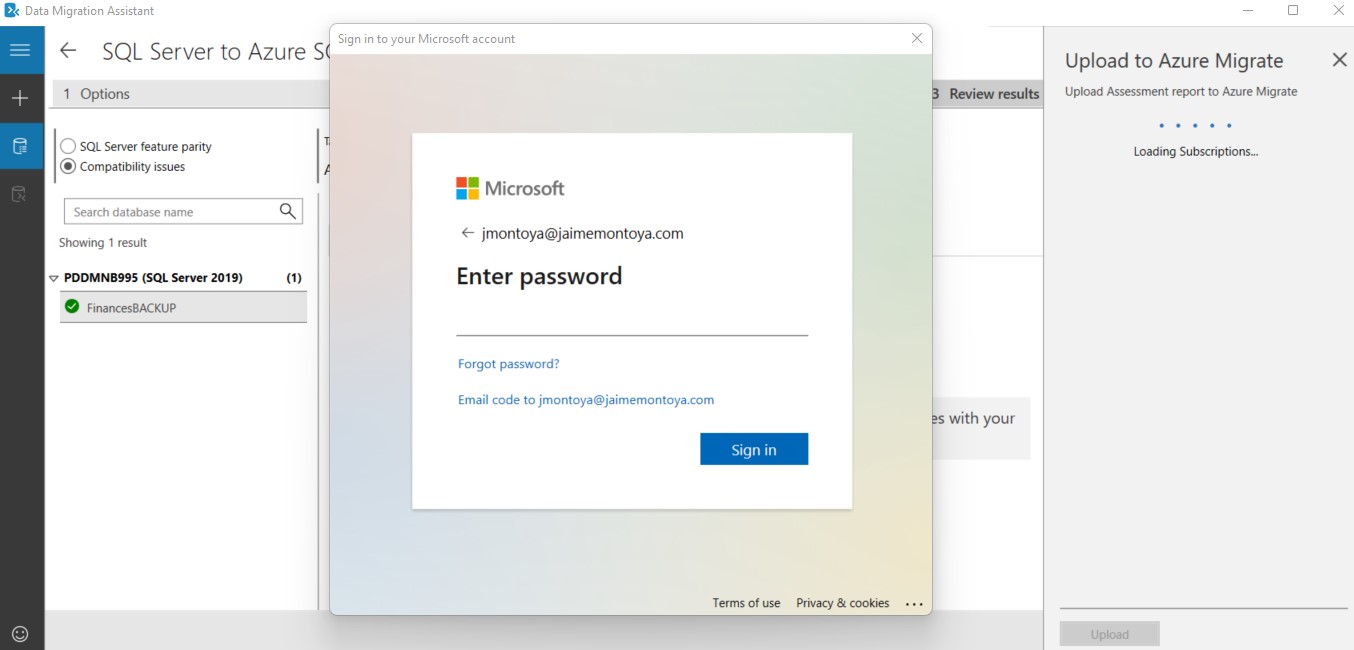 Data Migration Assistant
SQL Server to Azure S
1 Options
3 Review results
SQL Server feature parity
Compatibility issues
Search database name
Showing 1 result
PDDMNB995 (SQL Server 2019) (1)
FinancesBACKUP
Sign in to your Microsoft account
Microsoft
jmontoya@jaimemontoya.com
Enter password
Forgot password?
Email code to jmontoya@jaimemontoya.com
Sign in
Terms of use Privacy & cookies ...
es with your
Upload to Azure Migrate
Upload Assessment report to Azure Migrate
Loading Subscriptions...
Upload